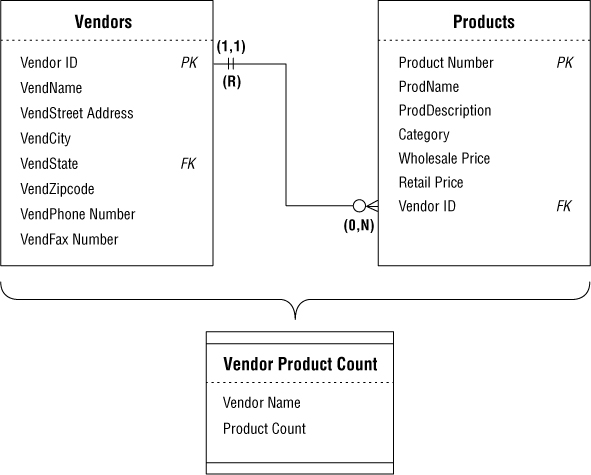 Vendors
Vendor ID PK
VendName
VendStreet Address
VendCity
VendState FK
VendZipcode
VendPhone Number
VendFax Number
(1,1)
(R)
(0,N)
Products
Product Number PK
ProdName
ProdDescription
Category
Wholesale Price
Retail Price
Vendor ID FK
Vendor Product Count
Vendor Name
Product Count